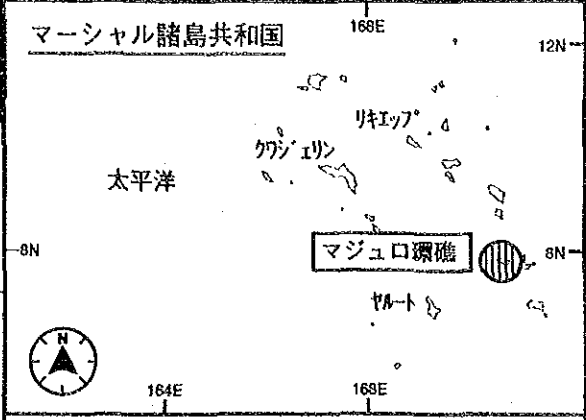 マーシャル諸島共和国
168E
12N
リキエップ
クワジェリン
太平洋
8N
マジュロ環礁
8N
ヤルート
N
164E
168E